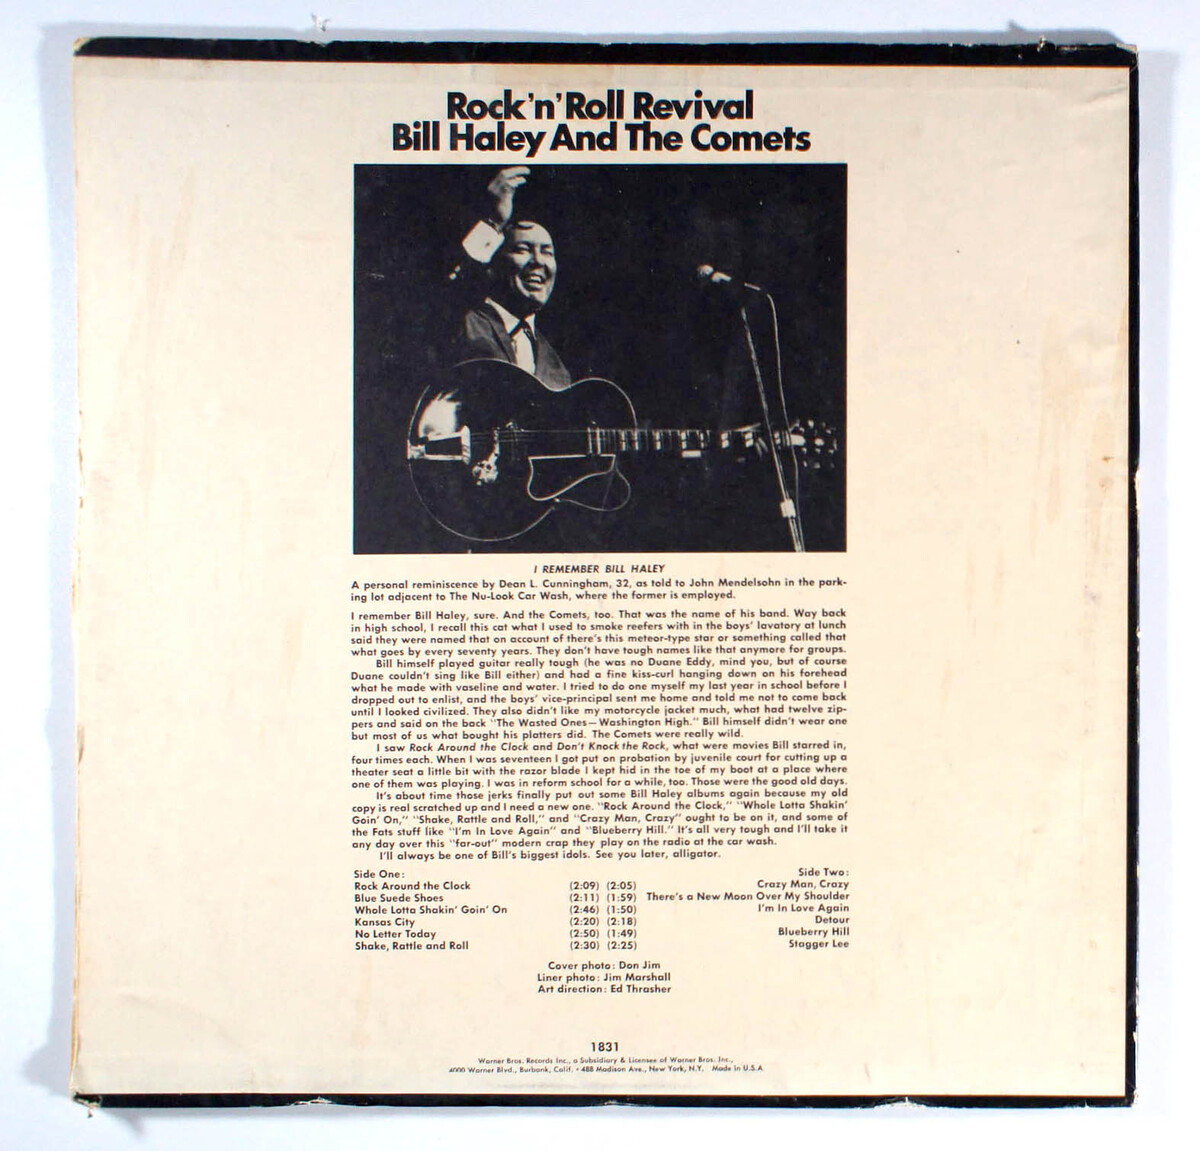 Rock'n'Roll Revival
Bill Haley And The Comets
I REMEMBER BILL HALEY
A personal reminiscence by Dean L. Cunningham, 32, as told to John Mendelsohn in the park-
ing lot adjacent to The Nu-Look Car Wash, where the former is employed.
I remember Bill Haley, sure. And the Comets, too. That was the name of his band. Way back
in high school, I recall this cat what I used to smoke reefers with in the boys' lavatory at lunch
said they were named that on account of there's this meteor-type star or something called that
what goes by every seventy years. They don't have tough names like that anymore for groups.
Bill himself played guitar really tough (he was no Duane Eddy, mind you, but of course
Duane couldn't sing like Bill either) and had a fine kiss-curl hanging down on his forehead
what he made with vaseline and water. I tried to do one myself my last year in school before I
dropped out to enlist, and the boys' vice-principal sent me home and told me not to come back
until I looked civilized. They also didn't like my motorcycle jacket much, what had twelve zip-
pers and said on the back "The Wasted Ones—Washington High." Bill himself didn't wear one
but most of us what bought his platters did. The Comets were really wild.
I saw Rock Around the Clock and Don't Knock the Rock, what were movies Bill starred in,
four times each. When I was seventeen I got put on probation by juvenile court for cutting up a
theater seat a little bit with the razor blade I kept hid in the toe of my boot at a place where
one of them was playing. I was in reform school for a while, too. Those were the good old days.
It's about time those jerks finally put out some Bill Haley albums again because my old
copy is real scratched up and I need a new one. "Rock Around the Clock," "Whole Lotta Shakin'
Goin' On," "Shake, Rattle and Roll," and "Crazy Man, Crazy" ought to be on it, and some of
the Fats stuff like "I'm In Love Again" and "Blueberry Hill." It's all very tough and I'll take it
any day over this "far-out" modern crap they play on the radio at the car wash.
I'll always be one of Bill's biggest idols. See you later, alligator.
Side One:
Rock Around the Clock (2:09)
Blue Suede Shoes (2:11)
Whole Lotta Shakin' Goin' On (2:46)
Kansas City (2:20)
No Letter Today (2:50)
Shake, Rattle and Roll (2:30)
Side Two:
(2:05) Crazy Man, Crazy
(1:59) There's a New Moon Over My Shoulder
(1:50) I'm In Love Again
(2:18) Detour
(1:49) Blueberry Hill
(2:25) Stagger Lee
Cover photo: Don Jim
Liner photo: Jim Marshall
Art direction: Ed Thrasher
1831
Warner Bros. Records Inc., a Subsidiary & Licensee of Warner Bros. Inc.,
4000 Warner Blvd., Burbank, Calif. • 488 Madison Ave., New York, N.Y. Made in U.S.A